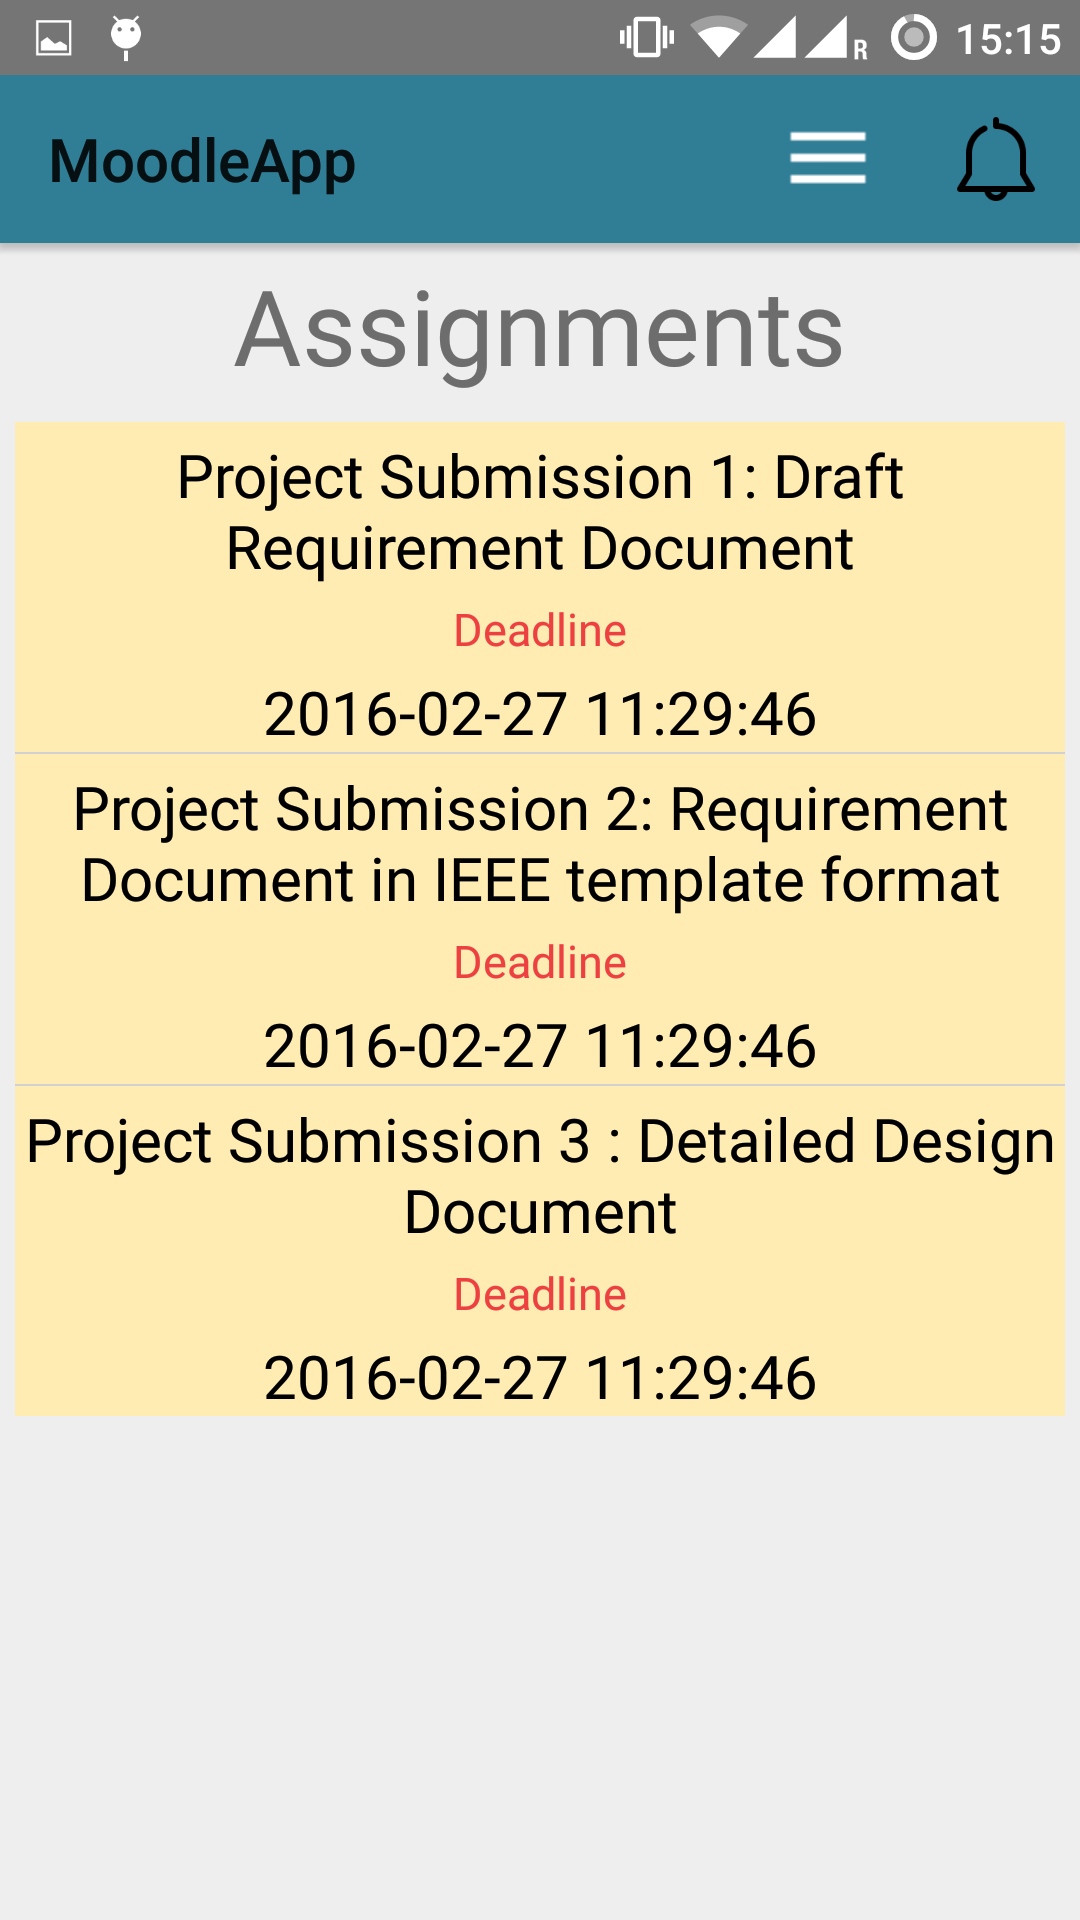 R 15:15
MoodleApp
Assignments
Project Submission 1: Draft
Requirement Document
Deadline
2016-02-27 11:29:46
Project Submission 2: Requirement
Document in IEEE template format
Deadline
2016-02-27 11:29:46
Project Submission 3 : Detailed Design
Document
Deadline
2016-02-27 11:29:46